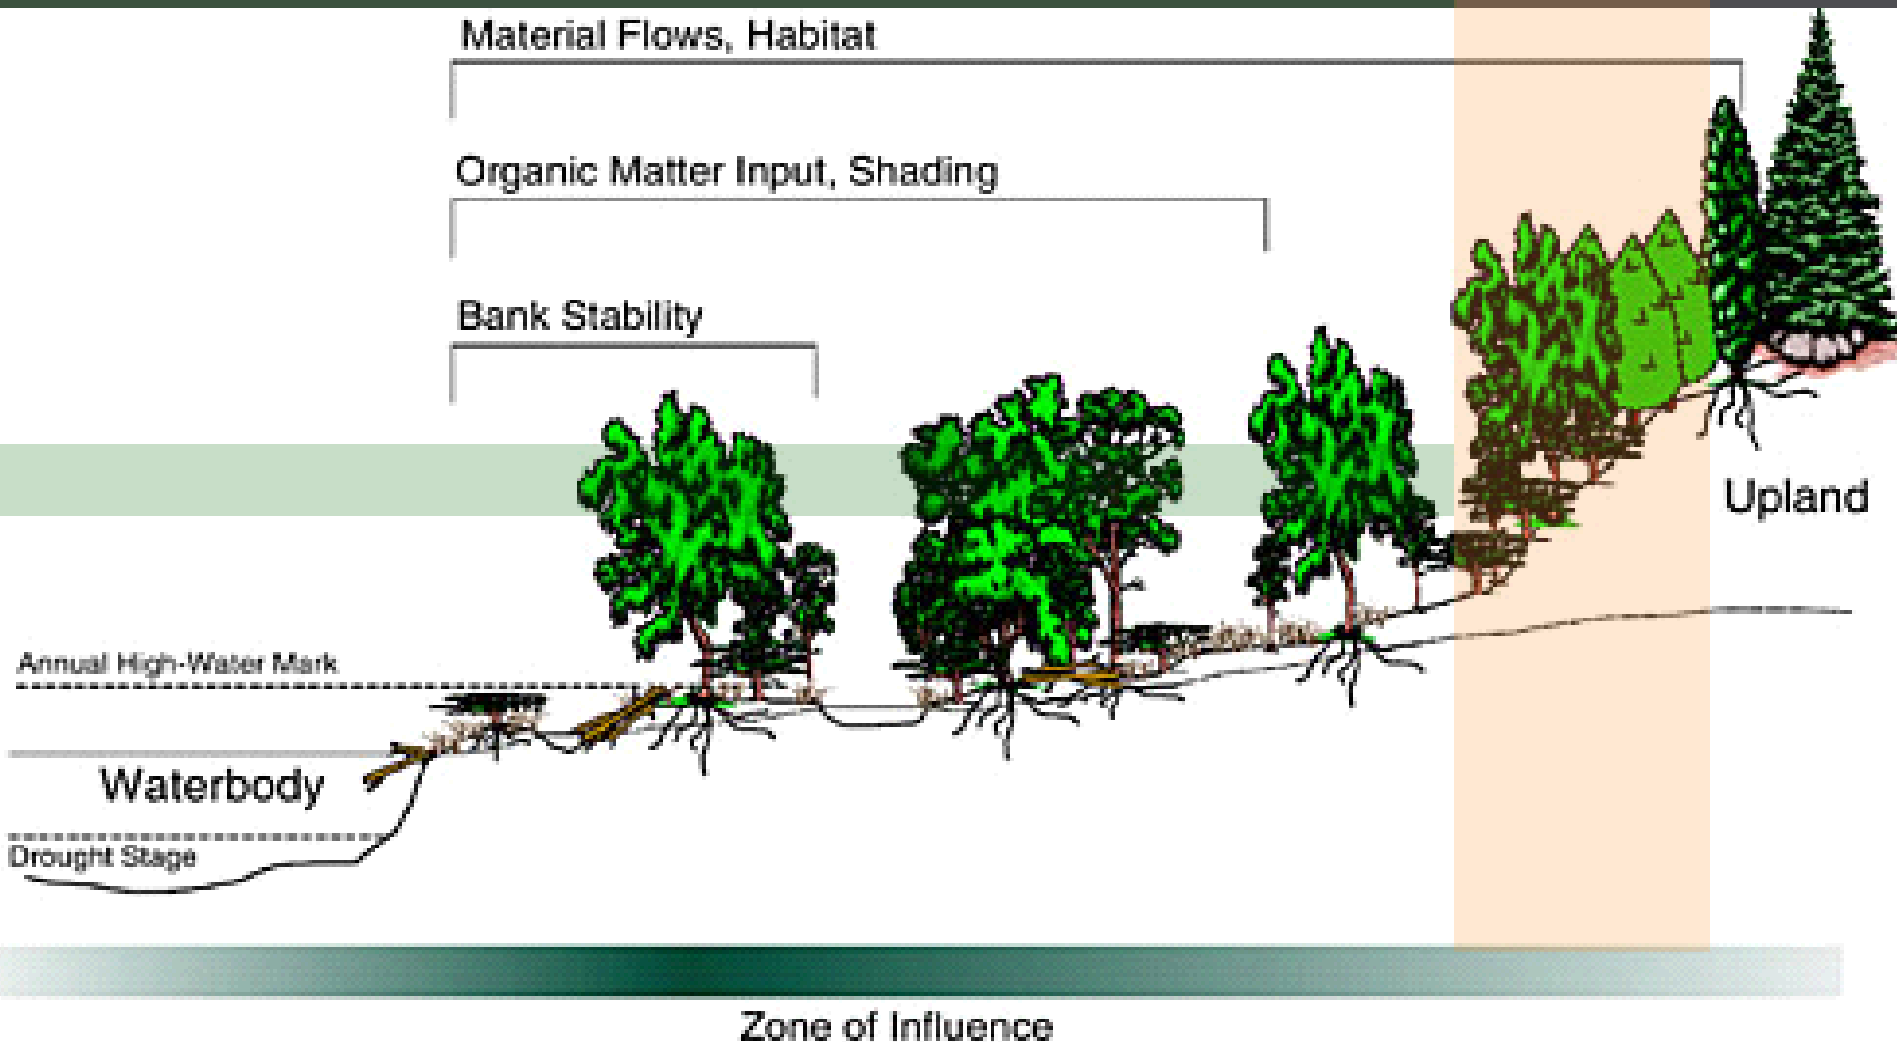 Material Flows, Habitat
Organic Matter Input, Shading
Bank Stability
Upland
Annual High-Water Mark
Waterbody
Drought Stage
Zone of Influence